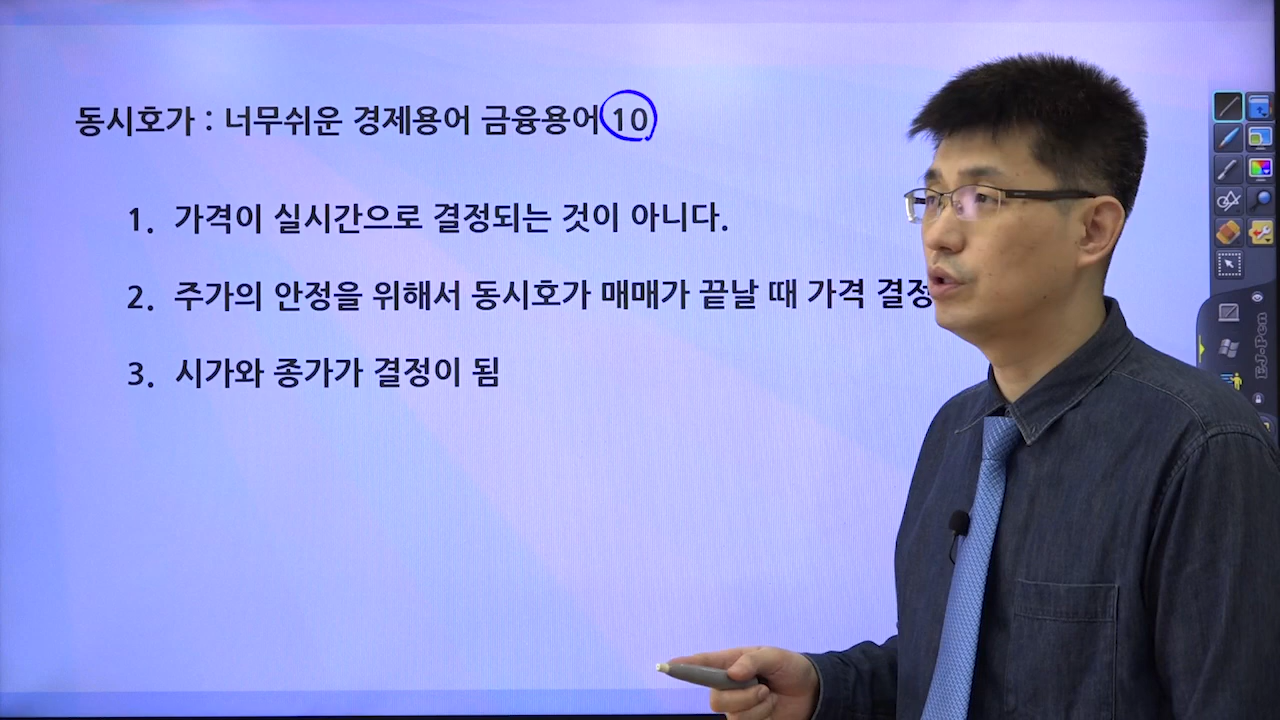 동시호가 : 너무쉬운 경제용어 금융용어 10
1. 가격이 실시간으로 결정되는 것이 아니다.
2. 주가의 안정을 위해서 동시호가 매매가 끝날 때 가격 결정
3. 시가와 종가가 결정이 됨
EJ-Pen